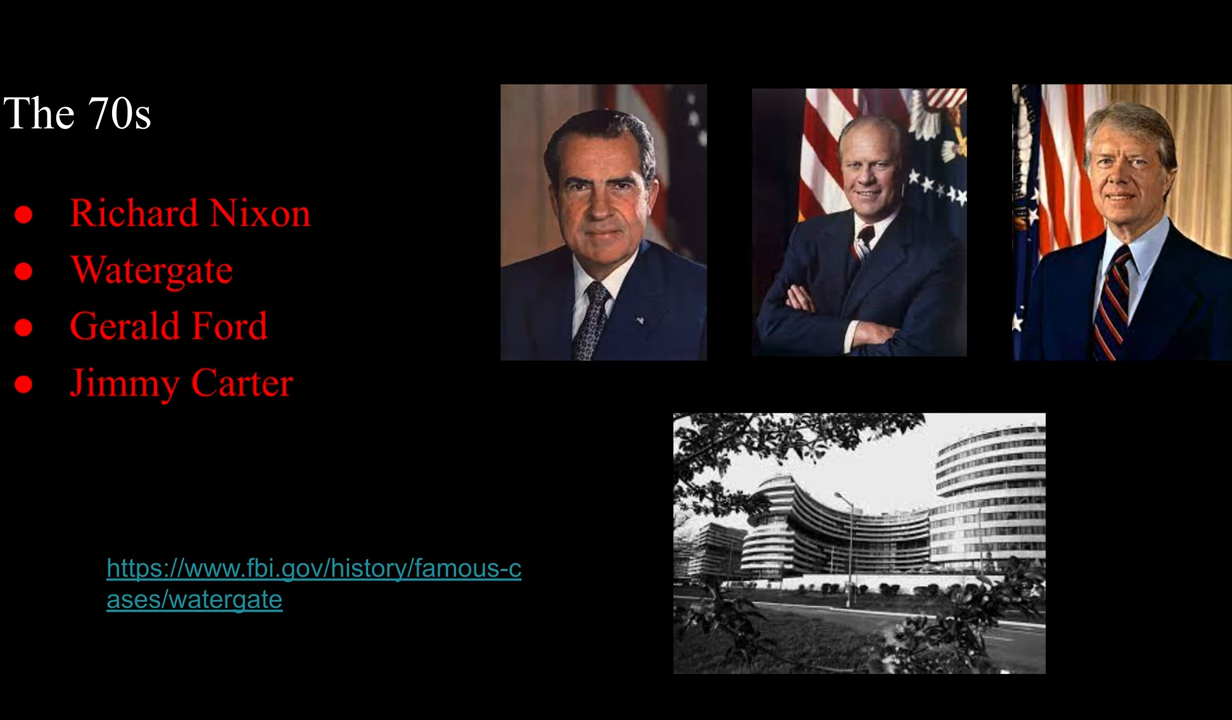 The 70s
● Richard Nixon
● Watergate
● Gerald Ford
● Jimmy Carter
https://www.fbi.gov/history/famous-c
ases/watergate